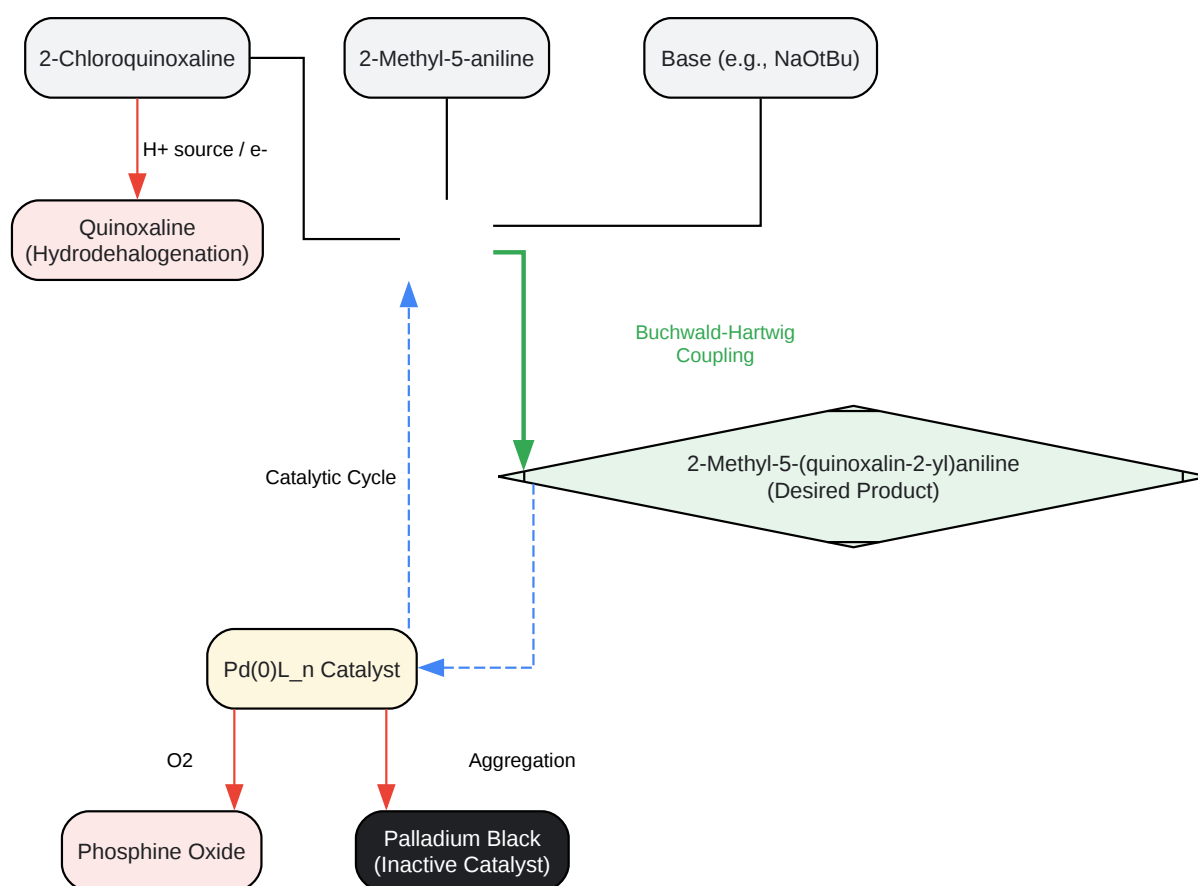 2-Chloroquinoxaline
2-Methyl-5-aniline
Base (e.g., NaOtBu)
H+ source / e-
Quinoxaline
(Hydrodehalogenation)
Buchwald-Hartwig
Coupling
Catalytic Cycle
2-Methyl-5-(quinoxalin-2-yl)aniline
(Desired Product)
Pd(0)L_n Catalyst
O2
Aggregation
Phosphine Oxide
Palladium Black
(Inactive Catalyst)